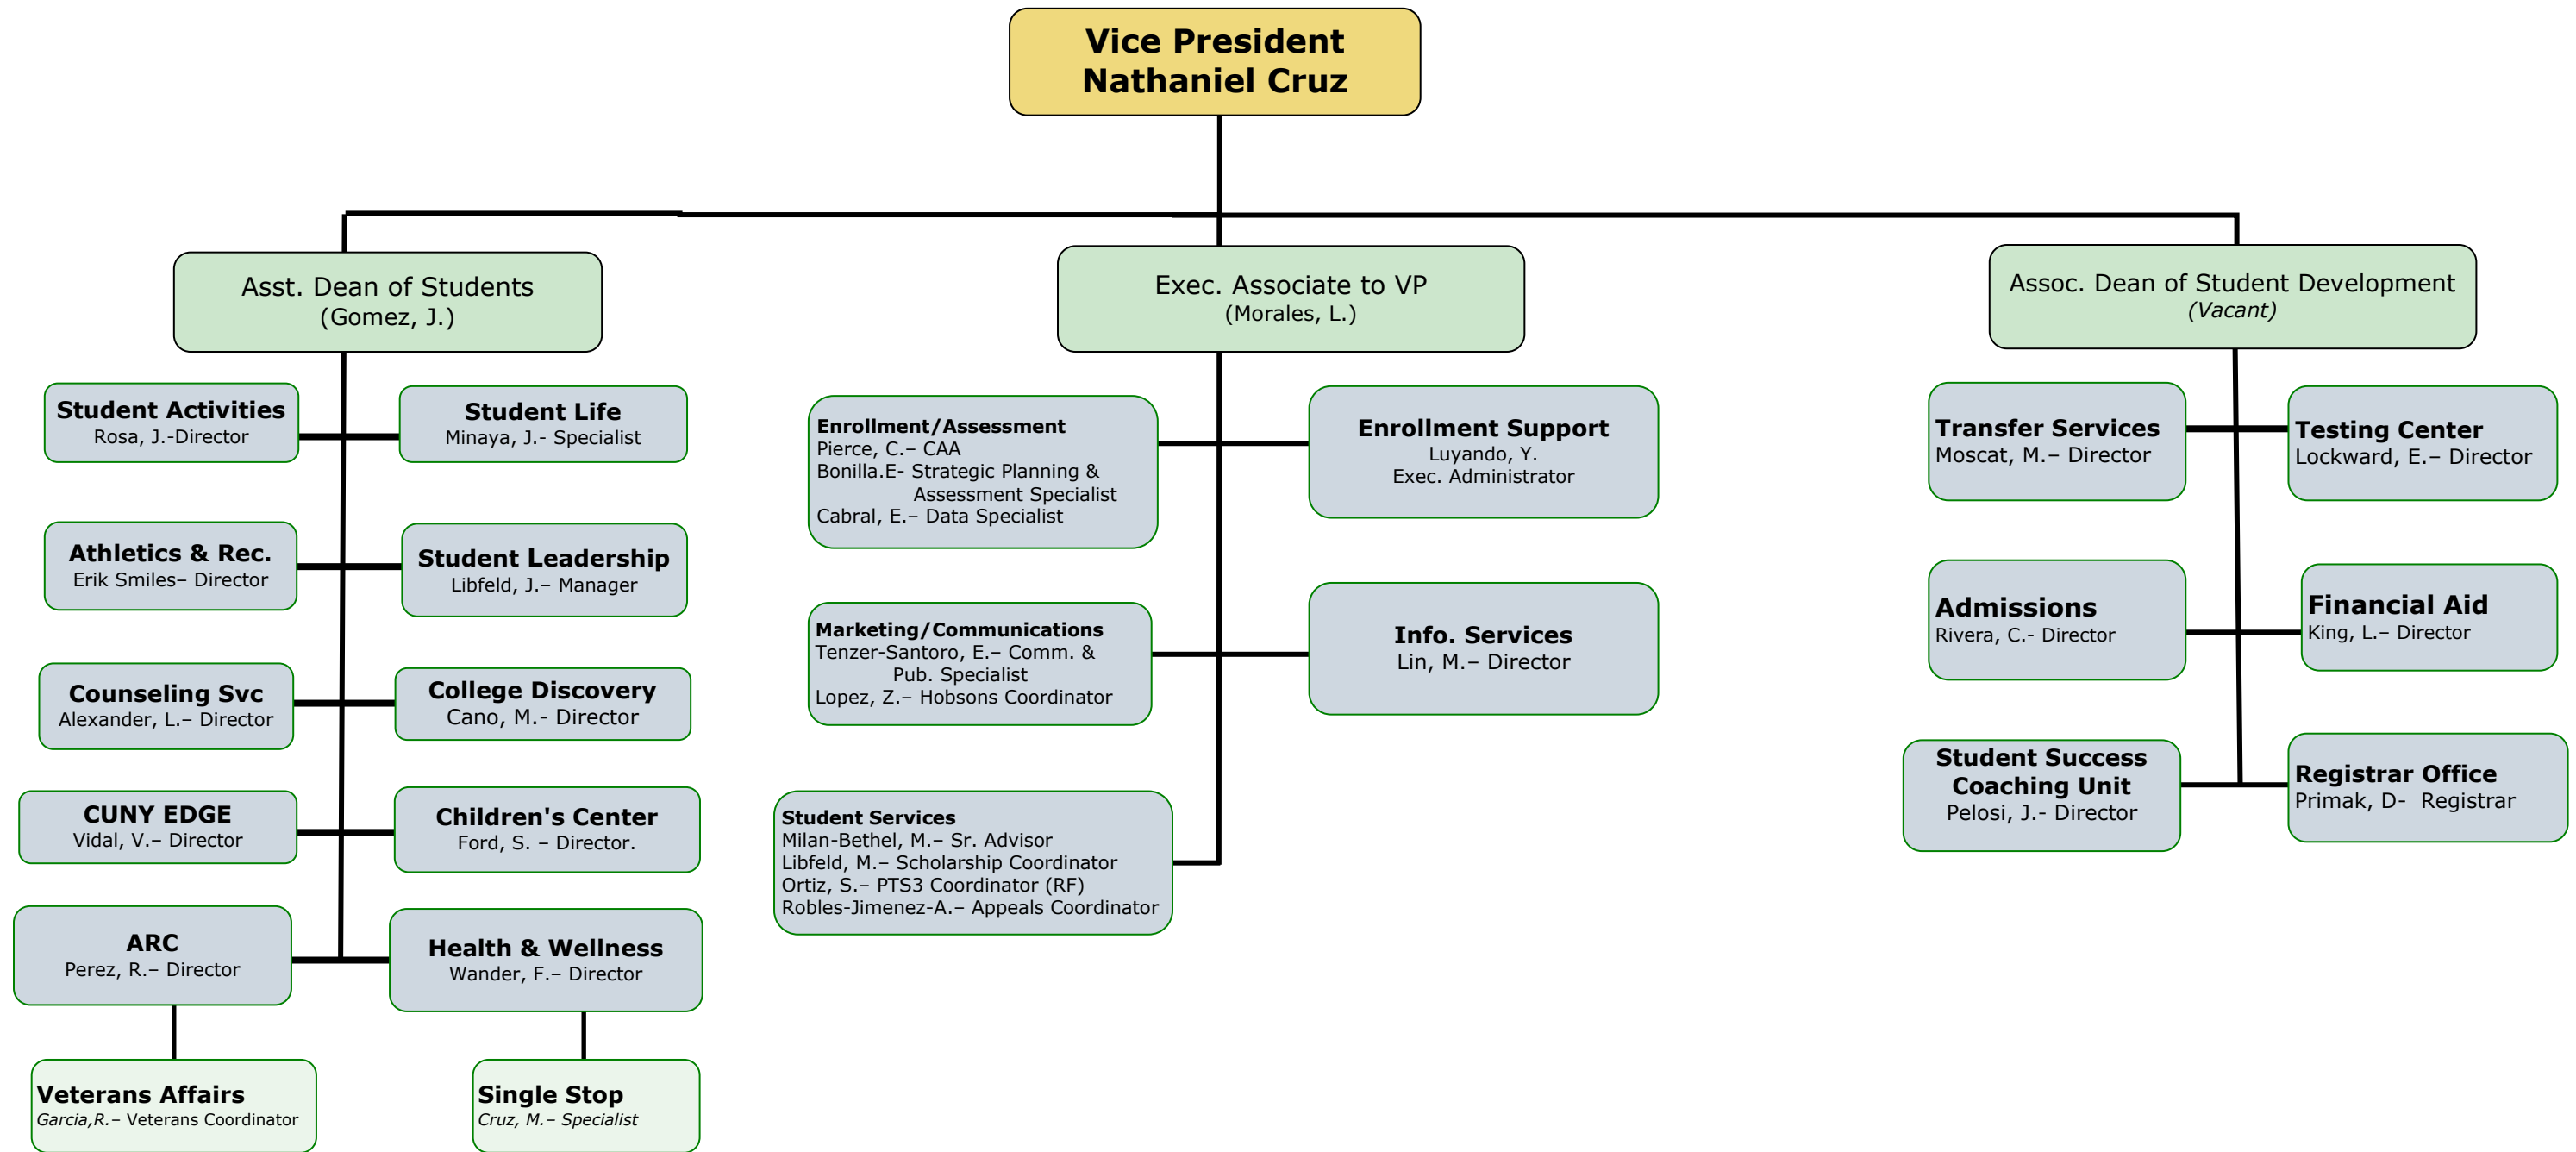 Vice President
Nathaniel Cruz
Asst. Dean of Students
(Gomez, J.)
Exec. Associate to VP
(Morales, L.)
Assoc. Dean of Student Development
(Vacant)
Student Activities
Rosa, J.-Director
Student Life
Minaya, J.- Specialist
Athletics & Rec.
Erik Smiles– Director
Student Leadership
Libfeld, J.– Manager
Counseling Svc
Alexander, L.– Director
College Discovery
Cano, M.- Director
CUNY EDGE
Vidal, V.– Director
Children's Center
Ford, S. – Director.
ARC
Perez, R.– Director
Health & Wellness
Wander, F.– Director
Veterans Affairs
Garcia,R.– Veterans Coordinator
Single Stop
Cruz, M.– Specialist
Enrollment/Assessment
Pierce, C.– CAA
Bonilla.E- Strategic Planning &
Assessment Specialist
Cabral, E.– Data Specialist
Enrollment Support
Luyando, Y.
Exec. Administrator
Marketing/Communications
Tenzer-Santoro, E.– Comm. &
Pub. Specialist
Lopez, Z.– Hobsons Coordinator
Info. Services
Lin, M.– Director
Student Services
Milan-Bethel, M.– Sr. Advisor
Libfeld, M.– Scholarship Coordinator
Ortiz, S.– PTS3 Coordinator (RF)
Robles-Jimenez-A.– Appeals Coordinator
Transfer Services
Moscat, M.– Director
Testing Center
Lockward, E.– Director
Admissions
Rivera, C.- Director
Financial Aid
King, L.– Director
Student Success
Coaching Unit
Pelosi, J.- Director
Registrar Office
Primak, D-  Registrar